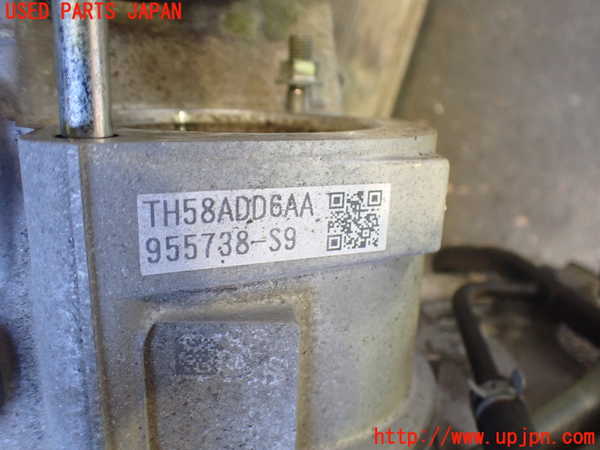 USED PARTS JAPAN
TH58ADD6AA
955738-S9
http://www.upjpn.com/